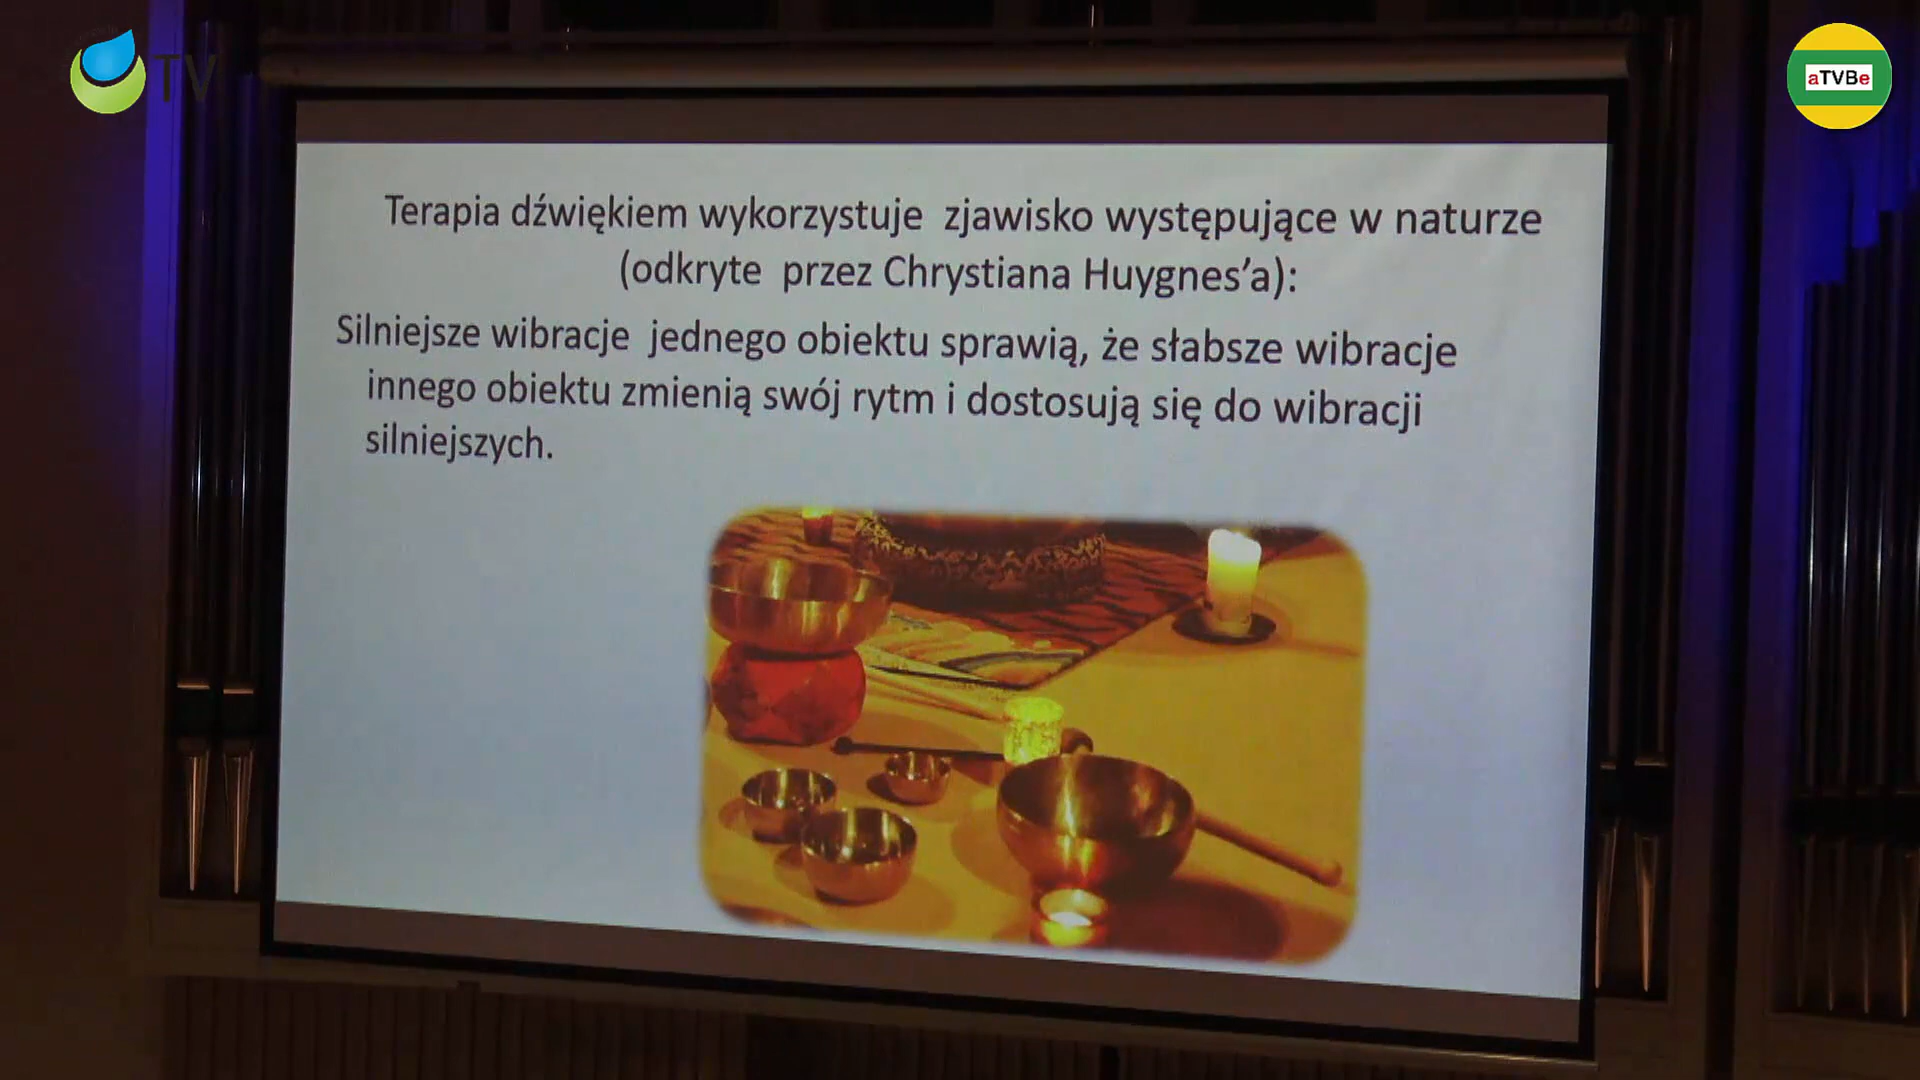 TV
aTVBe
Terapia dźwiękiem wykorzystuje zjawisko występujące w naturze
(odkryte przez Chrystiana Huygnes’a):
Silniejsze wibracje jednego obiektu sprawią, że słabsze wibracje
innego obiektu zmienią swój rytm i dostosują się do wibracji
silniejszych.